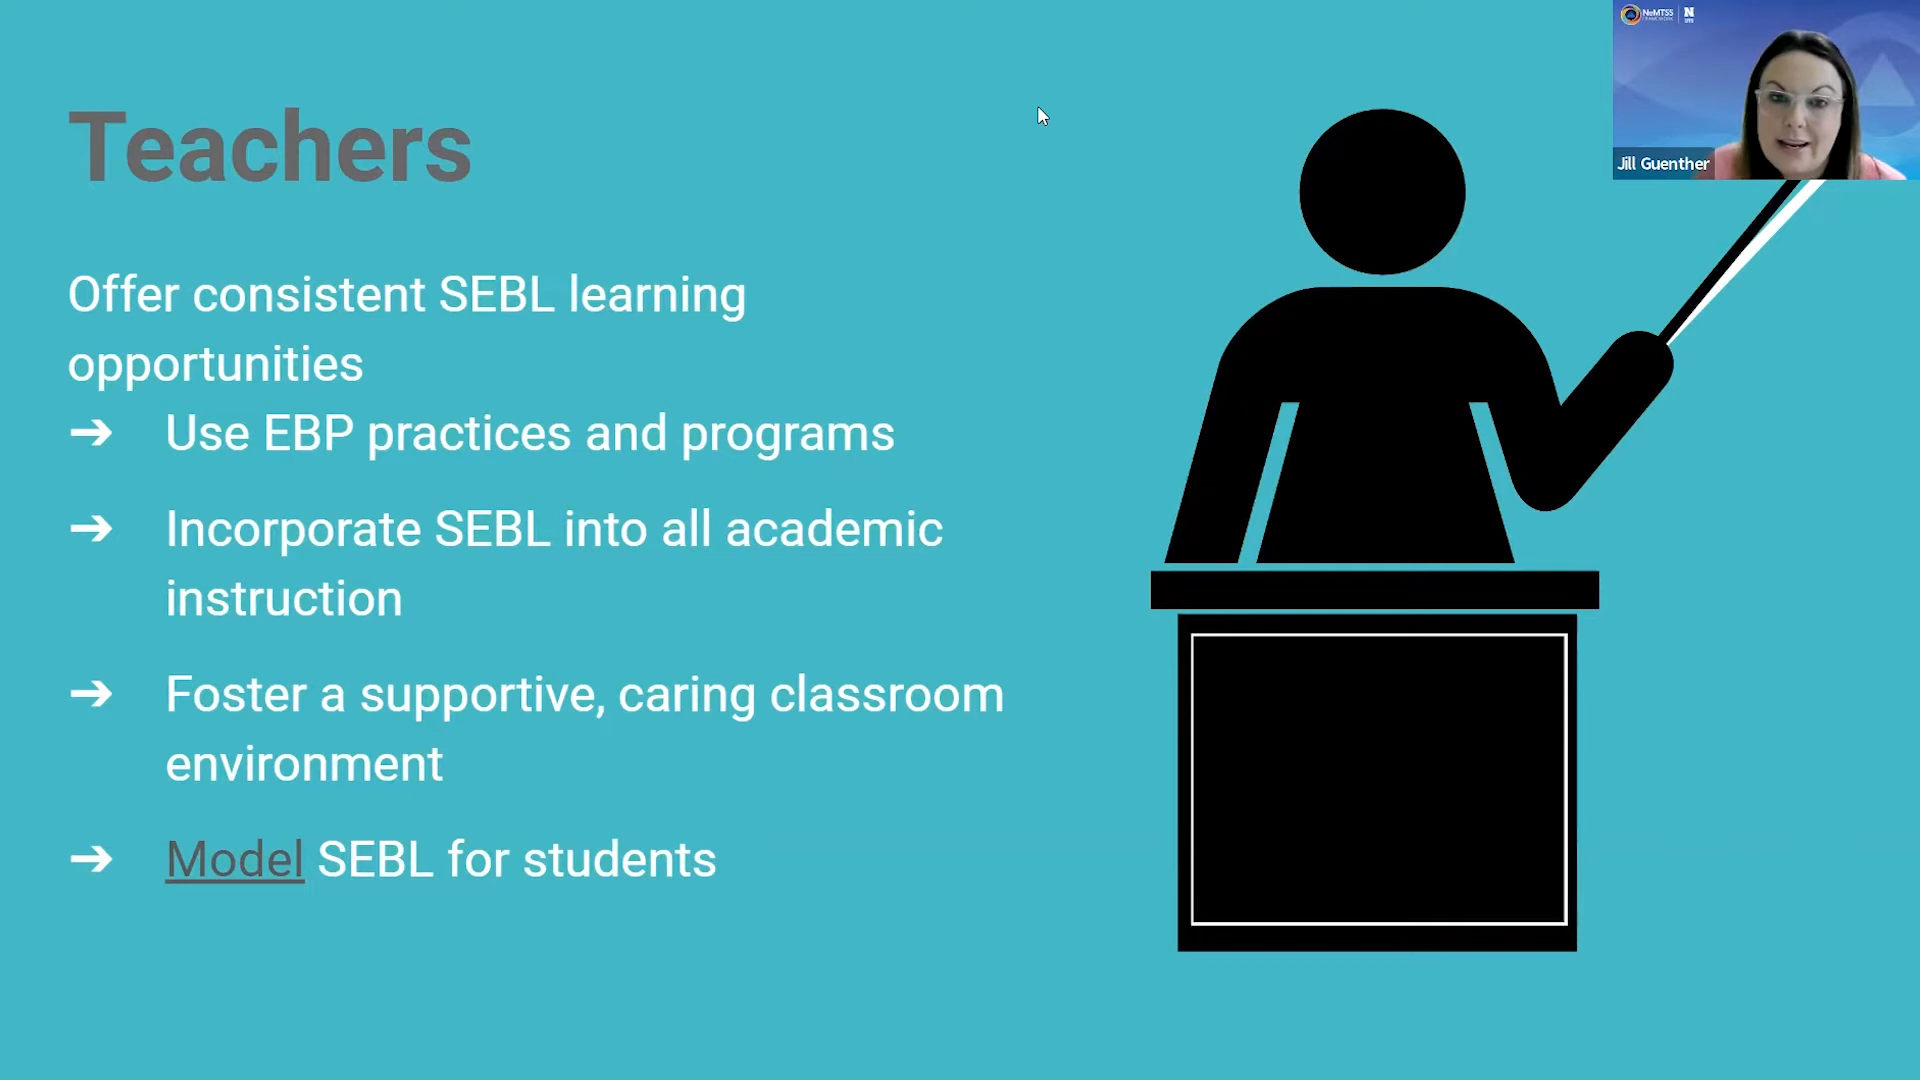 Teachers
Offer consistent SEBL learning
opportunities
➔ Use EBP practices and programs
➔ Incorporate SEBL into all academic
instruction
➔ Foster a supportive, caring classroom
environment
➔ Model SEBL for students
NeMTSS
N
Jill Guenther